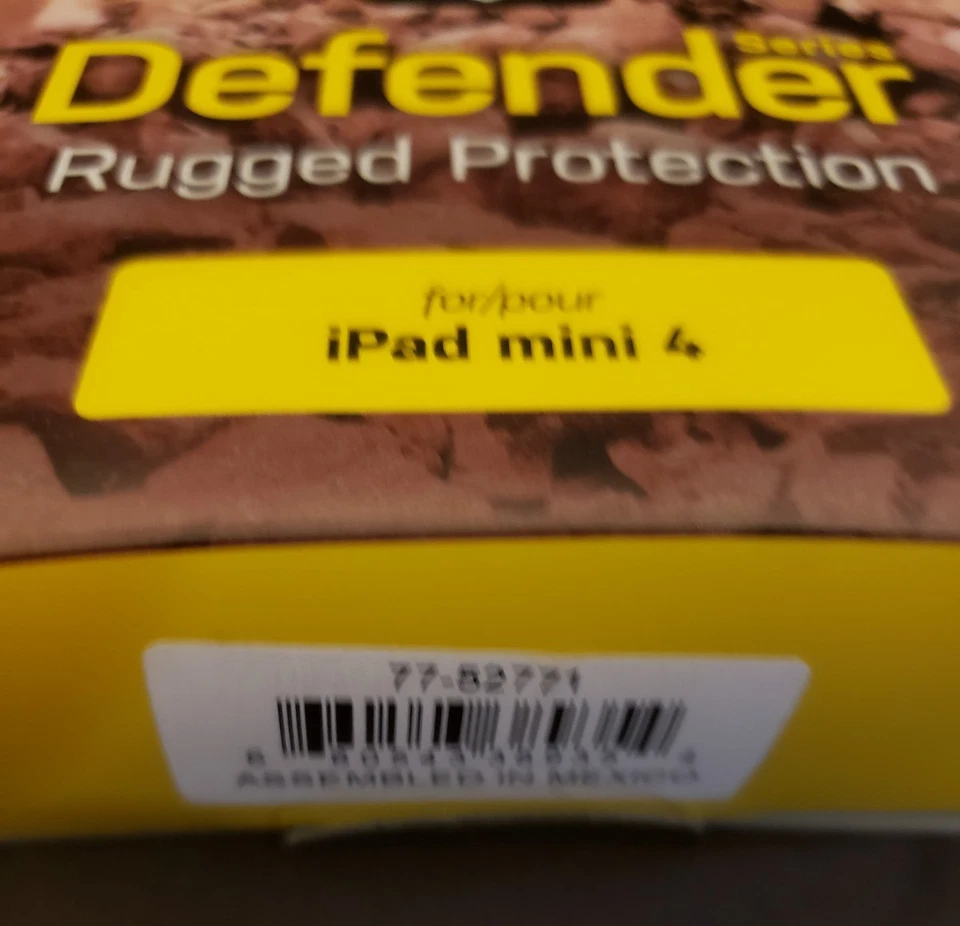 Defender Series
Rugged Protection
for/pour
iPad mini 4
77-52771
ASSEMBLED IN MEXICO